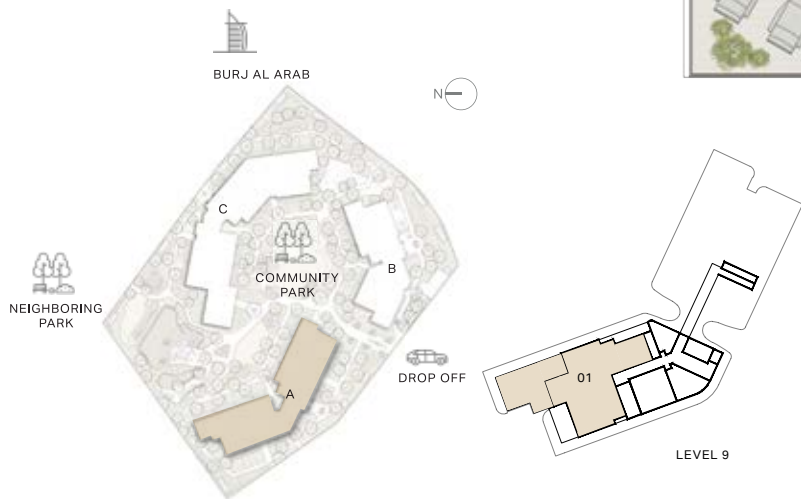 BURJ AL ARAB
N
C
COMMUNITY
PARK
B
NEIGHBORING
PARK
DROP OFF
A
01
LEVEL 9